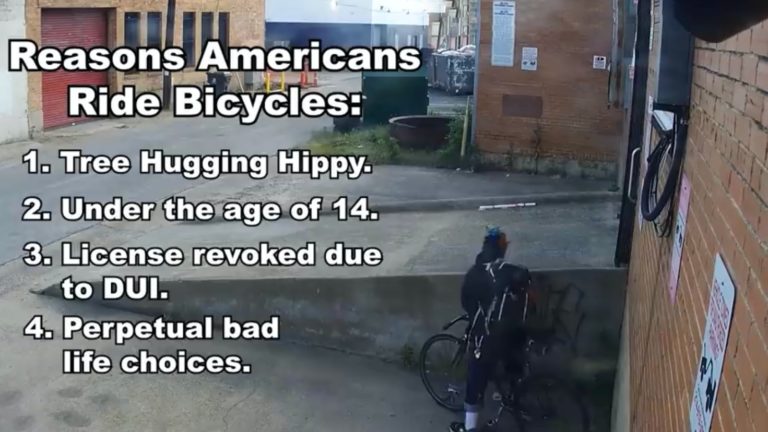 Reasons Americans
Ride Bicycles:
1. Tree Hugging Hippy.
2. Under the age of 14.
3. License revoked due
to DUI.
4. Perpetual bad
life choices.